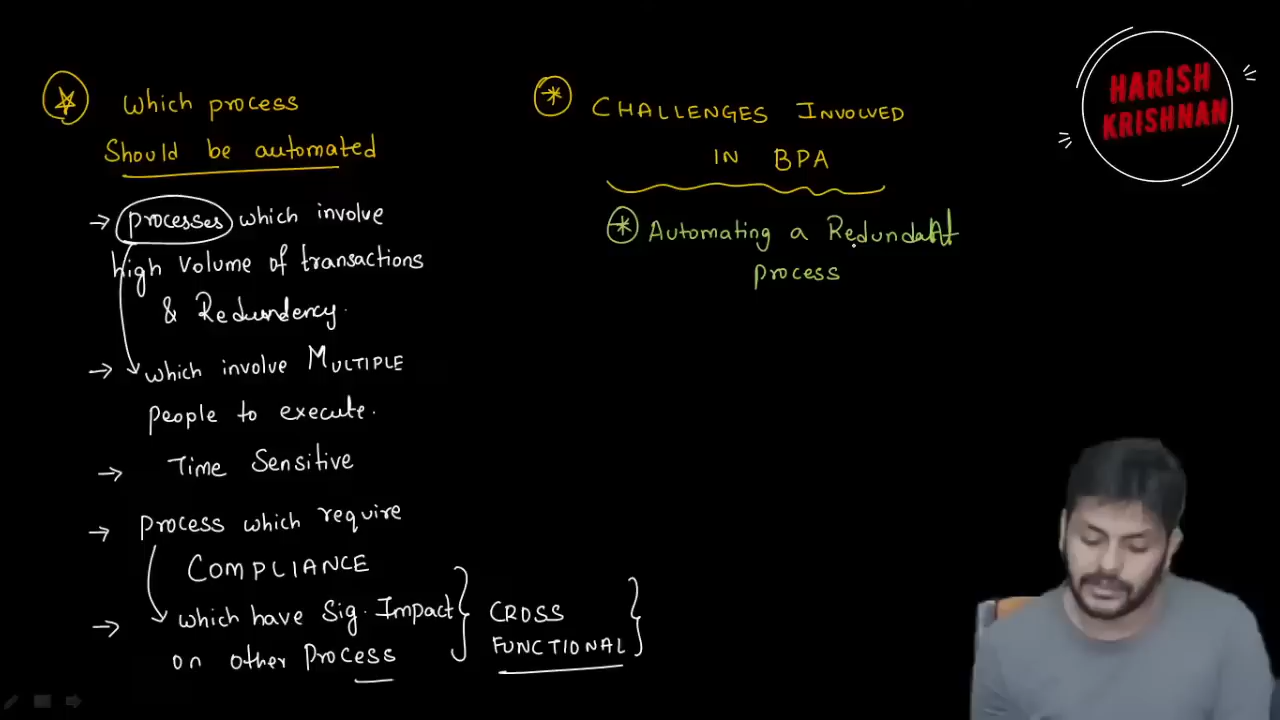 Which process
Should be automated
→ processes which involve
high Volume of transactions
& Redundency.
→ which involve MULTIPLE
people to execute.
→ Time Sensitive
→ Process which require
COMPLIANCE
→ which have Sig. Impact
on other Process
CROSS
FUNCTIONAL
* CHALLENGES INVOLVED
IN BPA
* Automating a Redundant
process
HARISH
KRISHNAN